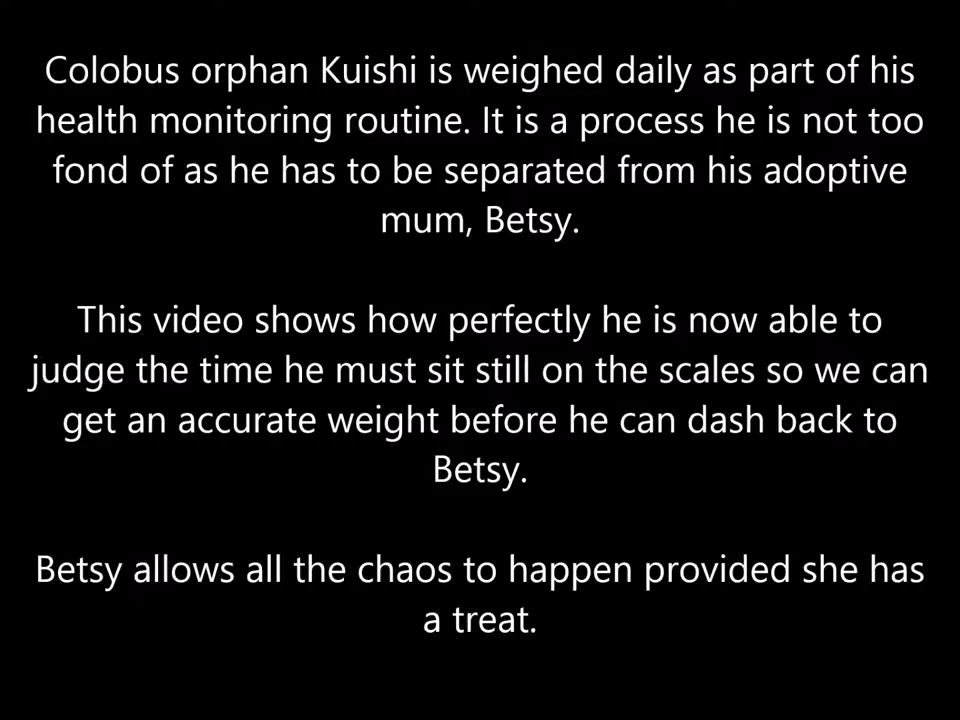 Colobus orphan Kuishi is weighed daily as part of his
health monitoring routine. It is a process he is not too
fond of as he has to be separated from his adoptive
mum, Betsy.
This video shows how perfectly he is now able to
judge the time he must sit still on the scales so we can
get an accurate weight before he can dash back to
Betsy.
Betsy allows all the chaos to happen provided she has
a treat.